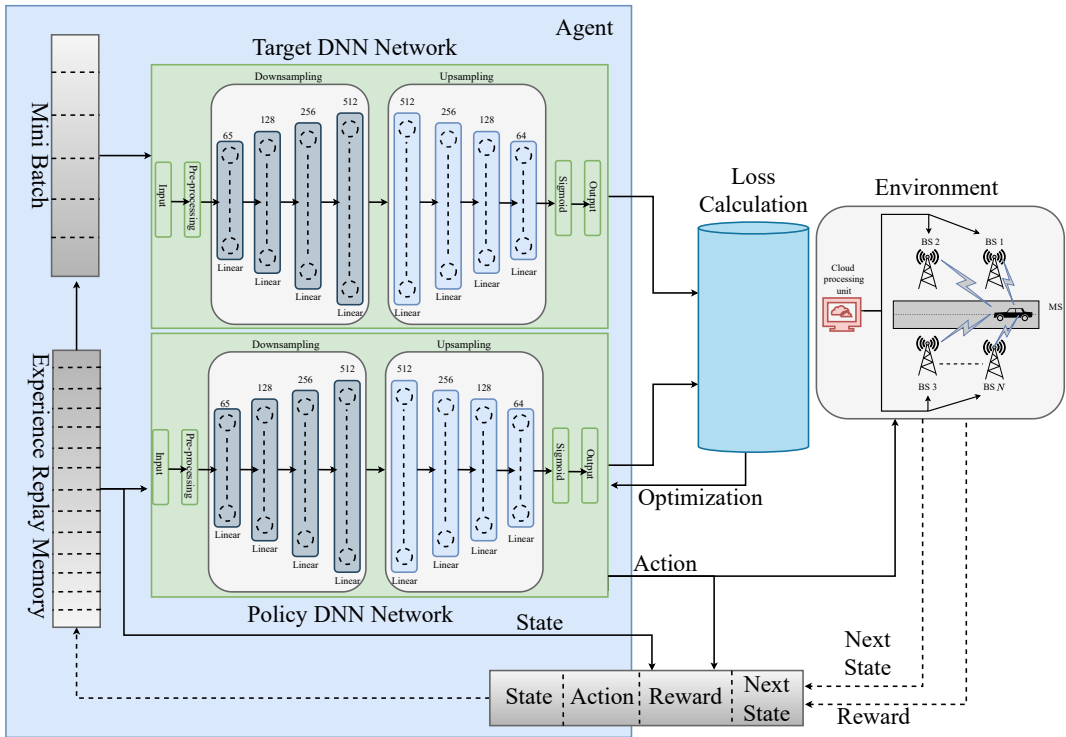 Agent
Target DNN Network
Downsampling
Upsampling
512
512
256
256
128
128
65
64
Input
Pre-processing
Sigmoid
Output
Linear
Linear
Linear
Linear
Linear
Linear
Linear
Linear
Mini Batch
Experience Replay Memory
Downsampling
Upsampling
512
512
256
256
128
128
65
64
Input
Pre-processing
Sigmoid
Output
Linear
Linear
Linear
Linear
Linear
Linear
Linear
Linear
Policy DNN Network
Loss
Calculation
Optimization
Action
State
Environment
BS 2
BS 1
Cloud
processing
unit
MS
BS 3
BS N
Next
State
Reward
State
Action
Reward
Next
State